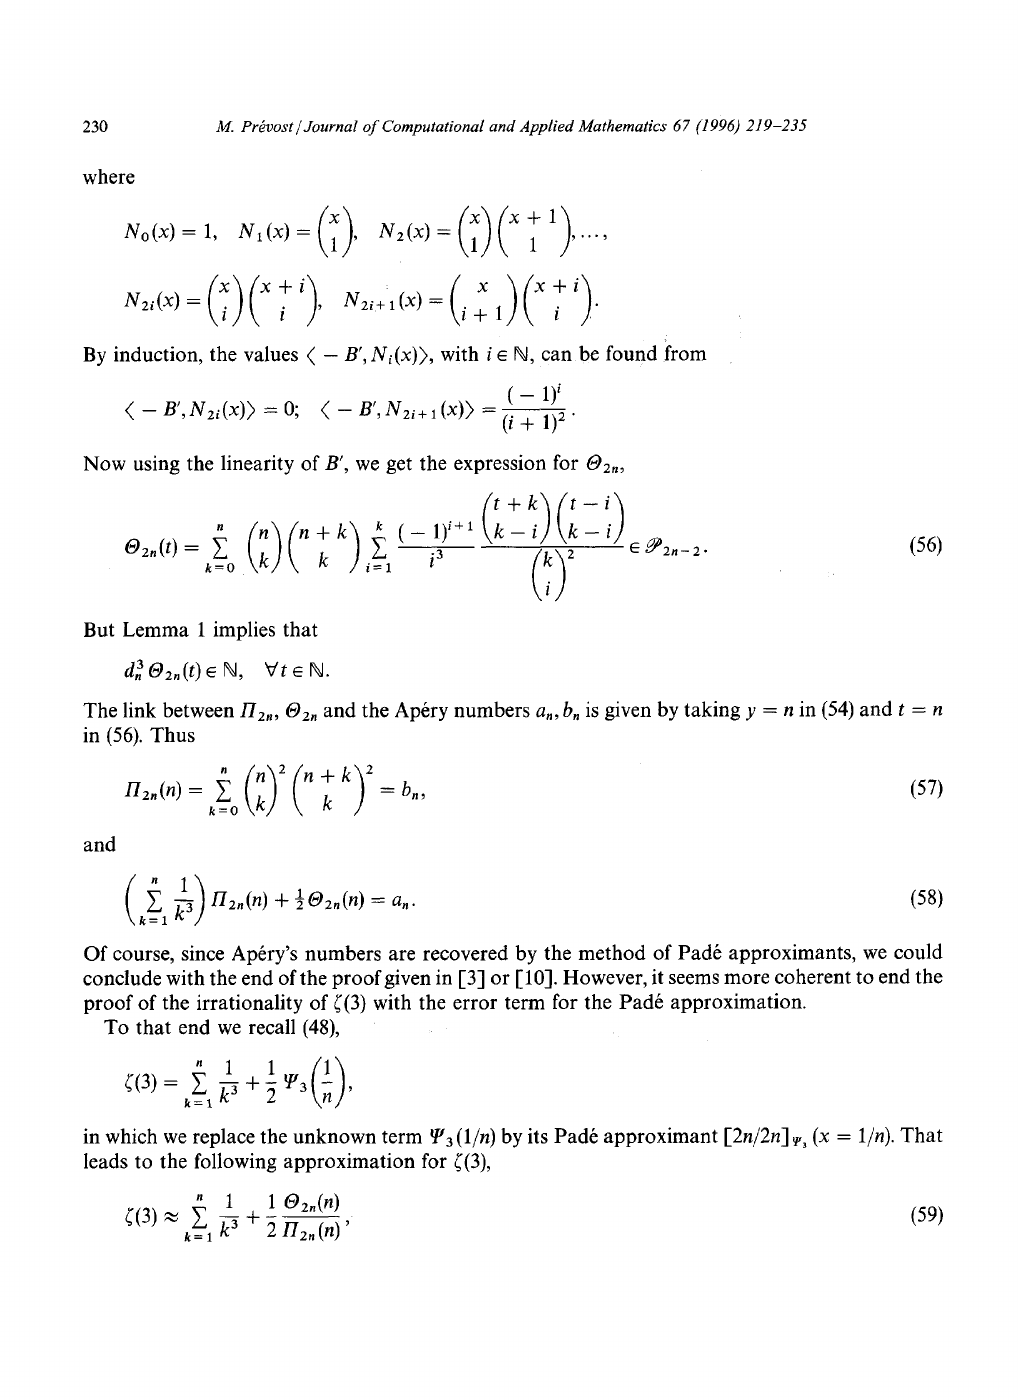 230 M. Prévost / Journal of Computational and Applied Mathematics 67 (1996) 219–235
where
N_0(x) = 1, N_1(x) = \binom{x}{1}, N_2(x) = \binom{x}{1}\binom{x+1}{1}, ...,
N_{2i}(x) = \binom{x}{i}\binom{x+i}{i}, N_{2i+1}(x) = \binom{x}{i+1}\binom{x+i}{i}.
By induction, the values ⟨ − B′, N_i(x)⟩, with i ∈ ℕ, can be found from
⟨ − B′, N_{2i}(x)⟩ = 0; ⟨ − B′, N_{2i+1}(x)⟩ = \frac{(−1)^i}{(i+1)^2}.
Now using the linearity of B′, we get the expression for Θ_{2n},
Θ_{2n}(t) = \sum_{k=0}^{n} \binom{n}{k}\binom{n+k}{k} \sum_{i=1}^{k} \frac{(−1)^{i+1}}{i^3} \frac{\binom{t+k}{k−i}\binom{t−i}{k−i}}{\binom{k}{i}^2} ∈ 𝒫_{2n−2}. (56)
But Lemma 1 implies that
d_n^3 Θ_{2n}(t) ∈ ℕ, ∀t ∈ ℕ.
The link between Π_{2n}, Θ_{2n} and the Apéry numbers a_n, b_n is given by taking y = n in (54) and t = n
in (56). Thus
Π_{2n}(n) = \sum_{k=0}^{n} \binom{n}{k}^2 \binom{n+k}{k}^2 = b_n, (57)
and
\left( \sum_{k=1}^{n} \frac{1}{k^3} \right) Π_{2n}(n) + \frac{1}{2} Θ_{2n}(n) = a_n. (58)
Of course, since Apéry's numbers are recovered by the method of Padé approximants, we could
conclude with the end of the proof given in [3] or [10]. However, it seems more coherent to end the
proof of the irrationality of ζ(3) with the error term for the Padé approximation.
To that end we recall (48),
ζ(3) = \sum_{k=1}^{n} \frac{1}{k^3} + \frac{1}{2} Ψ_3\left(\frac{1}{n}\right),
in which we replace the unknown term Ψ_3(1/n) by its Padé approximant [2n/2n]_{Ψ_3} (x = 1/n). That
leads to the following approximation for ζ(3),
ζ(3) ≈ \sum_{k=1}^{n} \frac{1}{k^3} + \frac{1}{2} \frac{Θ_{2n}(n)}{Π_{2n}(n)}, (59)